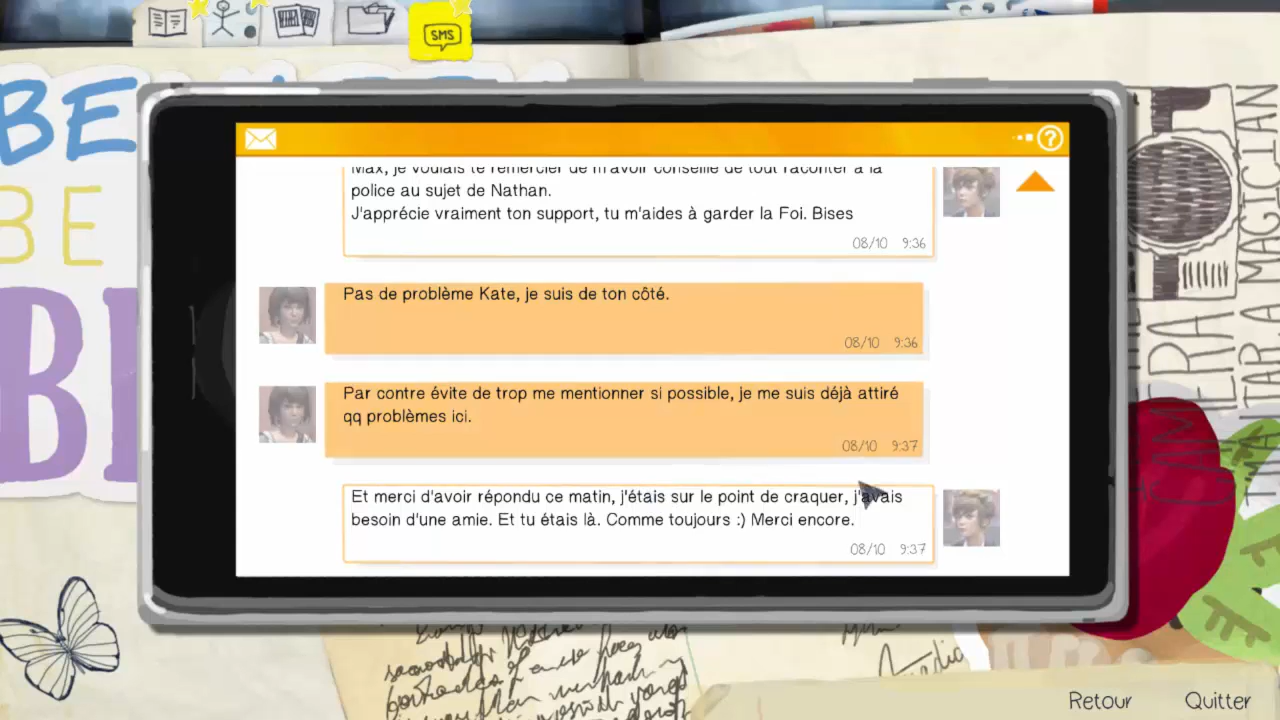 SMS
BE
BE
Max, je voulais te remercier de m'avoir conseillé de tout raconter à la
police au sujet de Nathan.
J'apprécie vraiment ton support, tu m'aides à garder la Foi. Bises
08/10 9:36
Pas de problème Kate, je suis de ton côté.
08/10 9:36
Par contre évite de trop me mentionner si possible, je me suis déjà attiré
qq problèmes ici.
08/10 9:37
Et merci d'avoir répondu ce matin, j'étais sur le point de craquer, j'avais
besoin d'une amie. Et tu étais là. Comme toujours :) Merci encore.
08/10 9:37
MAGICIAN
Retour Quitter